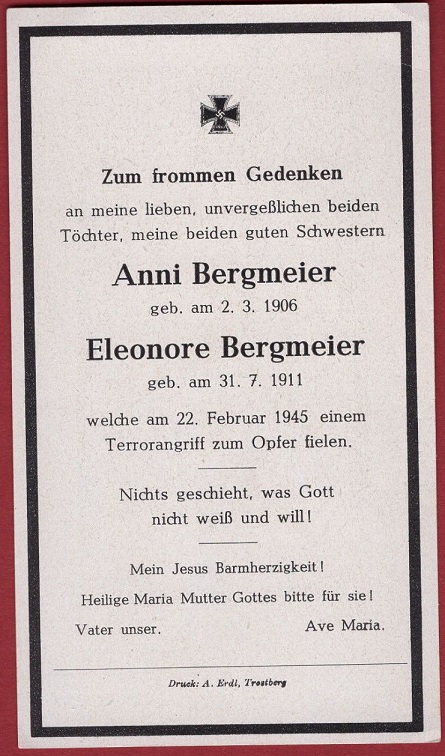 Zum frommen Gedenken
an meine lieben, unvergeßlichen beiden
Töchter, meine beiden guten Schwestern
Anni Bergmeier
geb. am 2. 3. 1906
Eleonore Bergmeier
geb. am 31. 7. 1911
welche am 22. Februar 1945 einem
Terrorangriff zum Opfer fielen.
Nichts geschieht, was Gott
nicht weiß und will!
Mein Jesus Barmherzigkeit!
Heilige Maria Mutter Gottes bitte für sie!
Vater unser. Ave Maria.
Druck: A. Erdl, Trostberg